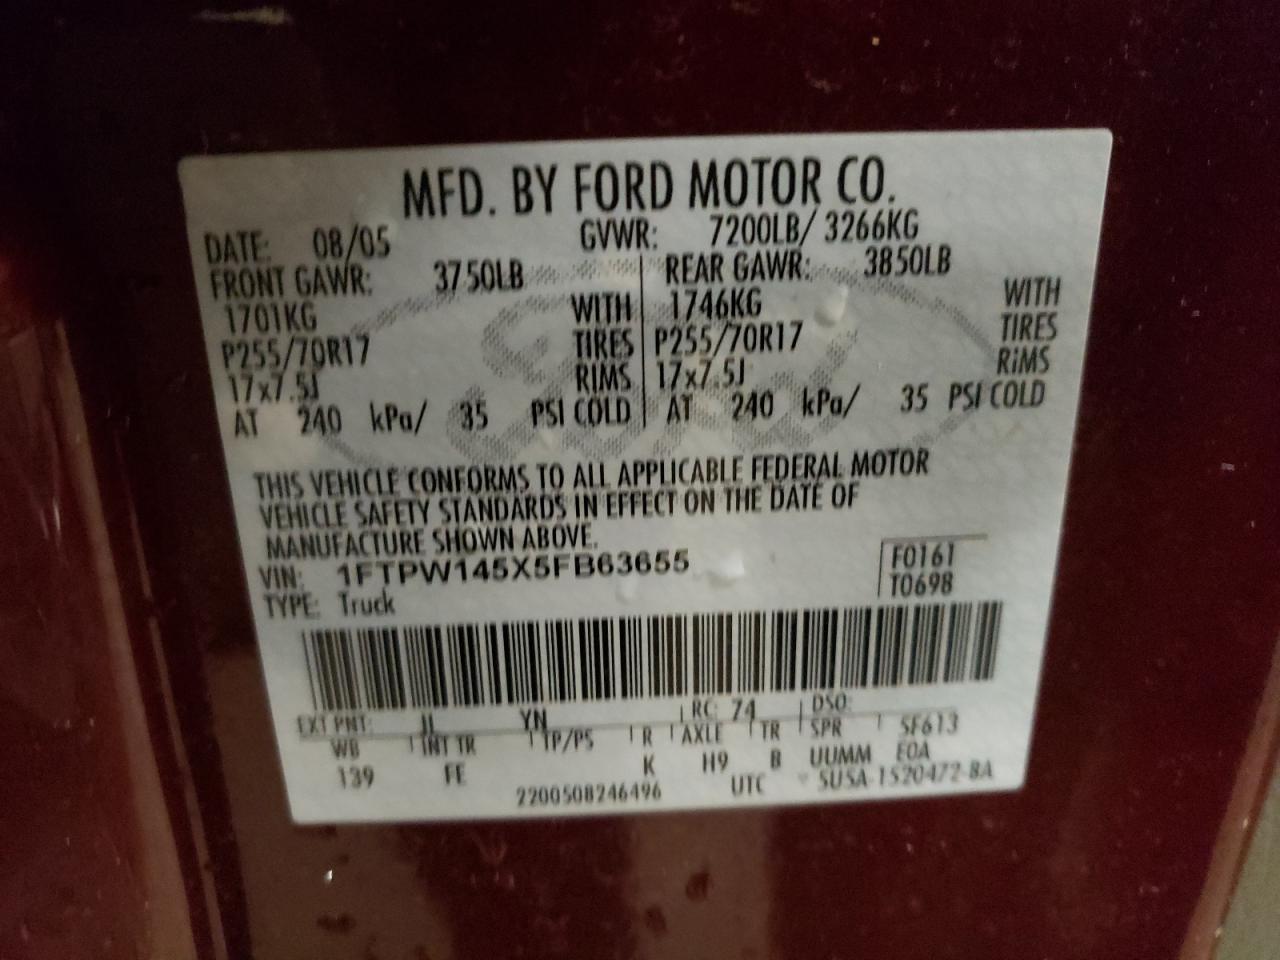 MFD. BY FORD MOTOR CO.
DATE: 08/05 GVWR: 7200LB/ 3266KG
FRONT GAWR: 3750LB REAR GAWR: 3850LB
1701KG WITH 1746KG WITH
P255/70R17 TIRES P255/70R17 TIRES
17x7.5J RIMS 17x7.5J RiMS
AT 240 kPa/ 35 PSI COLD AT 240 kPa/ 35 PSI COLD
THIS VEHICLE CONFORMS TO ALL APPLICABLE FEDERAL MOTOR
VEHICLE SAFETY STANDARDS IN EFFECT ON THE DATE OF
MANUFACTURE SHOWN ABOVE.
VIN: 1FTPW145X5FB63655 F0161
TYPE: Truck T0698
EXT PNT: JL YN RC: 74 DSO:
WB INT TR TP/PS R AXLE TR SPR SF613
139 FE K H9 B UUMM EOA
2200508246496 UTC SUSA-1520472-BA